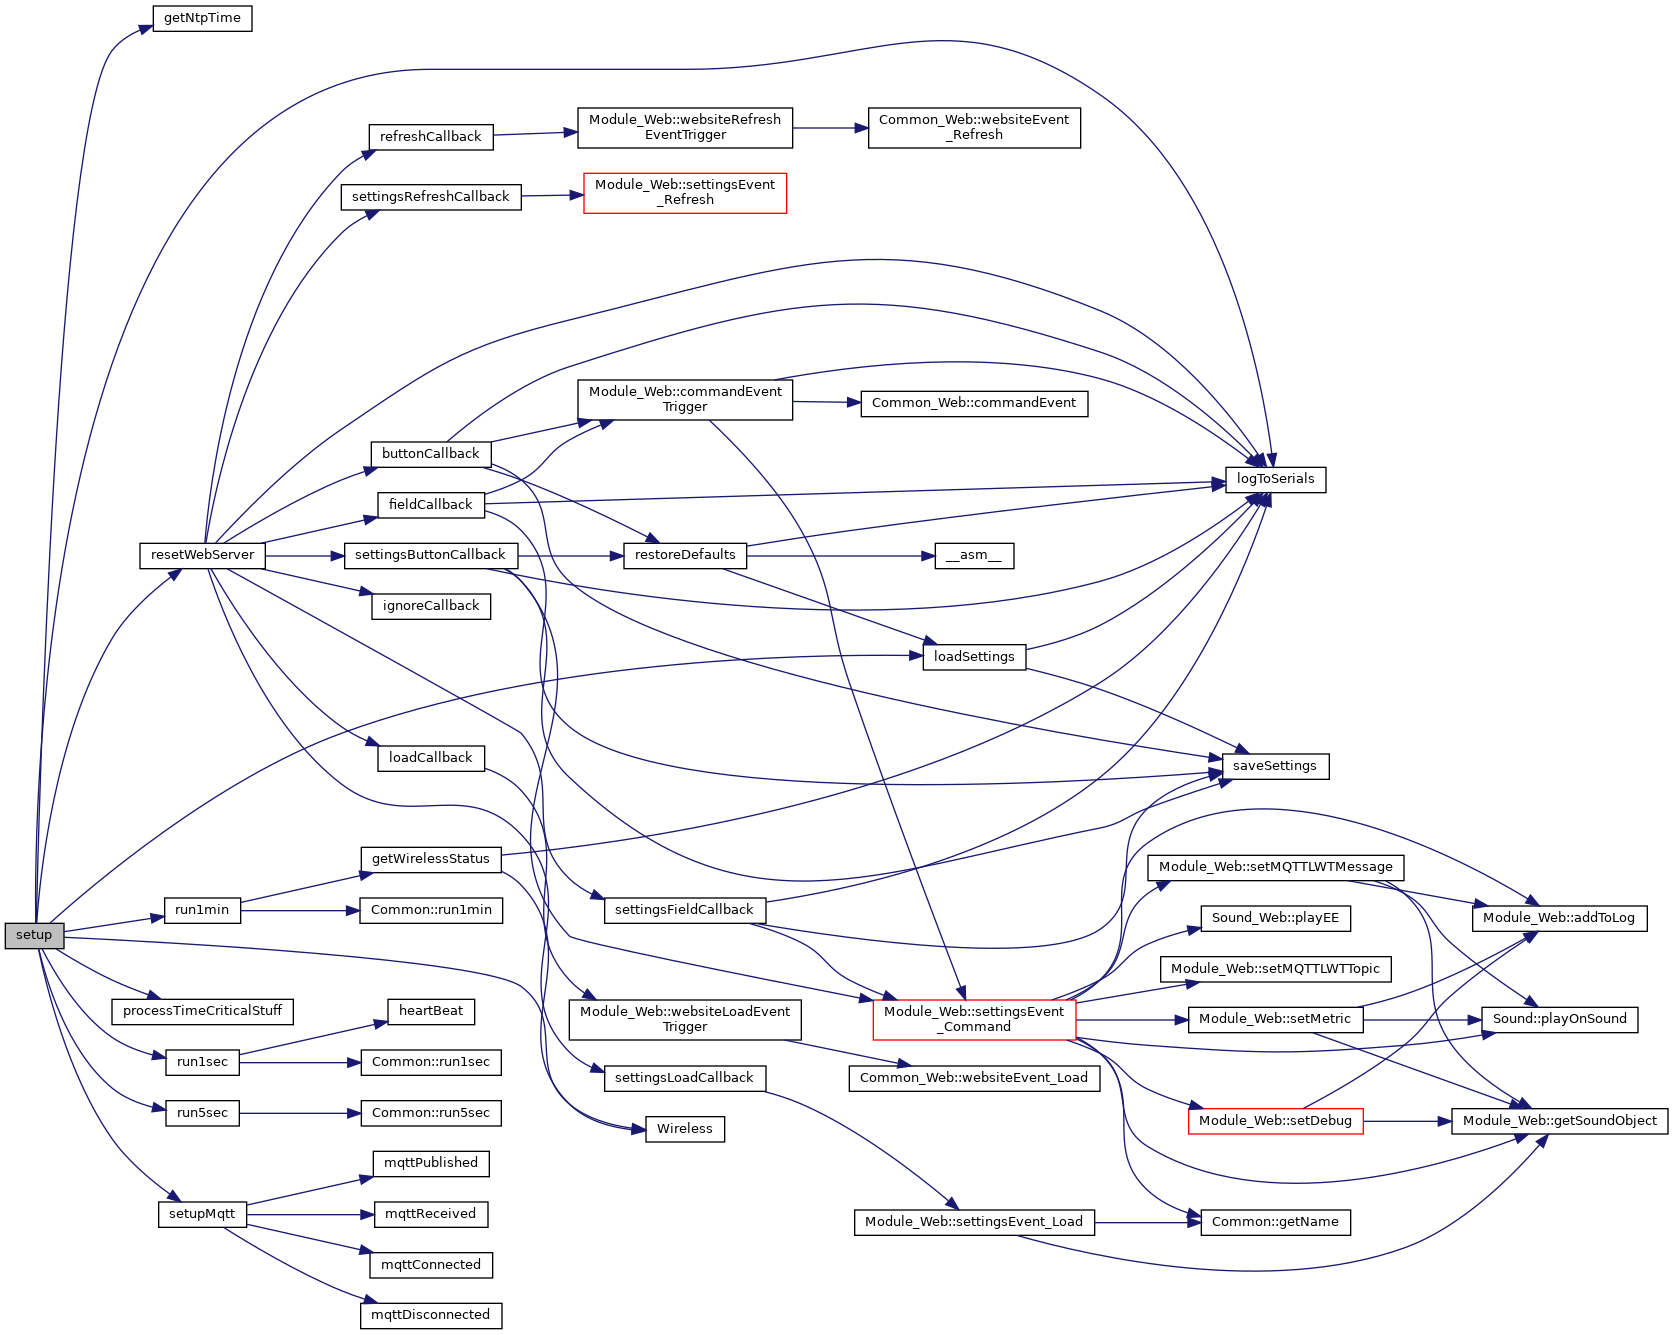 getNtpTime
refreshCallback
Module_Web::websiteRefresh
EventTrigger
Common_Web::websiteEvent
_Refresh
settingsRefreshCallback
Module_Web::settingsEvent
_Refresh
Module_Web::commandEvent
Trigger
Common_Web::commandEvent
buttonCallback
logToSerials
fieldCallback
resetWebServer
settingsButtonCallback
restoreDefaults
__asm__
ignoreCallback
loadSettings
loadCallback
saveSettings
getWirelessStatus
Module_Web::setMQTTLWTMessage
run1min
Common::run1min
settingsFieldCallback
Sound_Web::playEE
Module_Web::addToLog
setup
Module_Web::setMQTTLWTTopic
processTimeCriticalStuff
heartBeat
Module_Web::websiteLoadEvent
Trigger
Module_Web::settingsEvent
_Command
Module_Web::setMetric
Sound::playOnSound
run1sec
Common::run1sec
settingsLoadCallback
Common_Web::websiteEvent_Load
run5sec
Common::run5sec
Wireless
Module_Web::setDebug
Module_Web::getSoundObject
mqttPublished
setupMqtt
mqttReceived
Module_Web::settingsEvent_Load
Common::getName
mqttConnected
mqttDisconnected